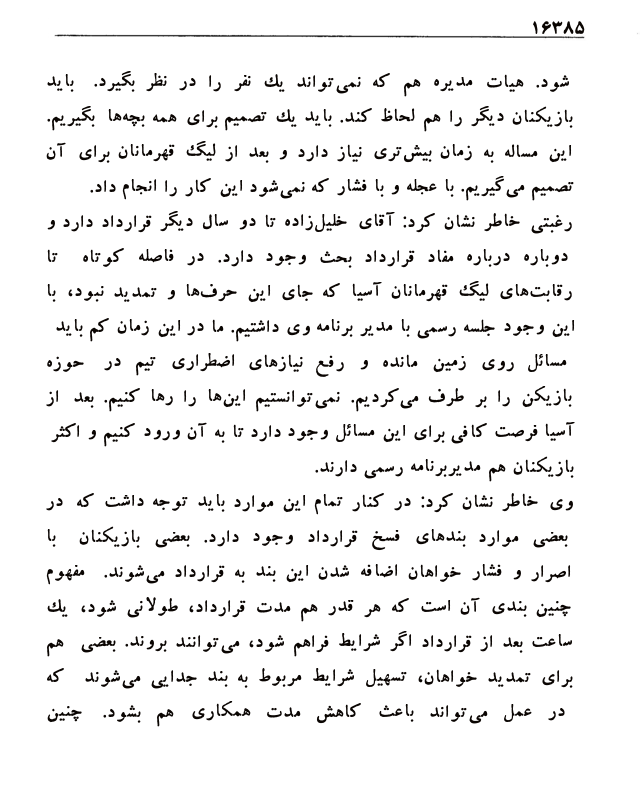 ۱۶۳۸۵
شود. هیات مدیره هم که نمی‌تواند یك نفر را در نظر بگیرد. باید
بازیکنان دیگر را هم لحاظ کند. باید یك تصمیم برای همه بچه‌ها بگیریم.
این مساله به زمان بیش‌تری نیاز دارد و بعد از لیگ قهرمانان برای آن
تصمیم می‌گیریم. با عجله و با فشار که نمی‌شود این کار را انجام داد.
رغبتی خاطر نشان کرد: آقای خلیل‌زاده تا دو سال دیگر قرارداد دارد و
دوباره درباره مفاد قرارداد بحث وجود دارد. در فاصله کوتاه تا
رقابت‌های لیگ قهرمانان آسیا که جای این حرف‌ها و تمدید نبود، با
این وجود جلسه رسمی با مدیر برنامه وی داشتیم. ما در این زمان کم باید
مسائل روی زمین مانده و رفع نیازهای اضطراری تیم در حوزه
بازیکن را بر طرف می‌کردیم. نمی‌توانستیم این‌ها را رها کنیم. بعد از
آسیا فرصت کافی برای این مسائل وجود دارد تا به آن ورود کنیم و اکثر
بازیکنان هم مدیربرنامه رسمی دارند.
وی خاطر نشان کرد: در کنار تمام این موارد باید توجه داشت که در
بعضی موارد بندهای فسخ قرارداد وجود دارد. بعضی بازیکنان با
اصرار و فشار خواهان اضافه شدن این بند به قرارداد می‌شوند. مفهوم
چنین بندی آن است که هر قدر هم مدت قرارداد، طولانی شود، یك
ساعت بعد از قرارداد اگر شرایط فراهم شود، می‌توانند بروند. بعضی هم
برای تمدید خواهان، تسهیل شرایط مربوط به بند جدایی می‌شوند که
در عمل می‌تواند باعث کاهش مدت همکاری هم بشود. چنین